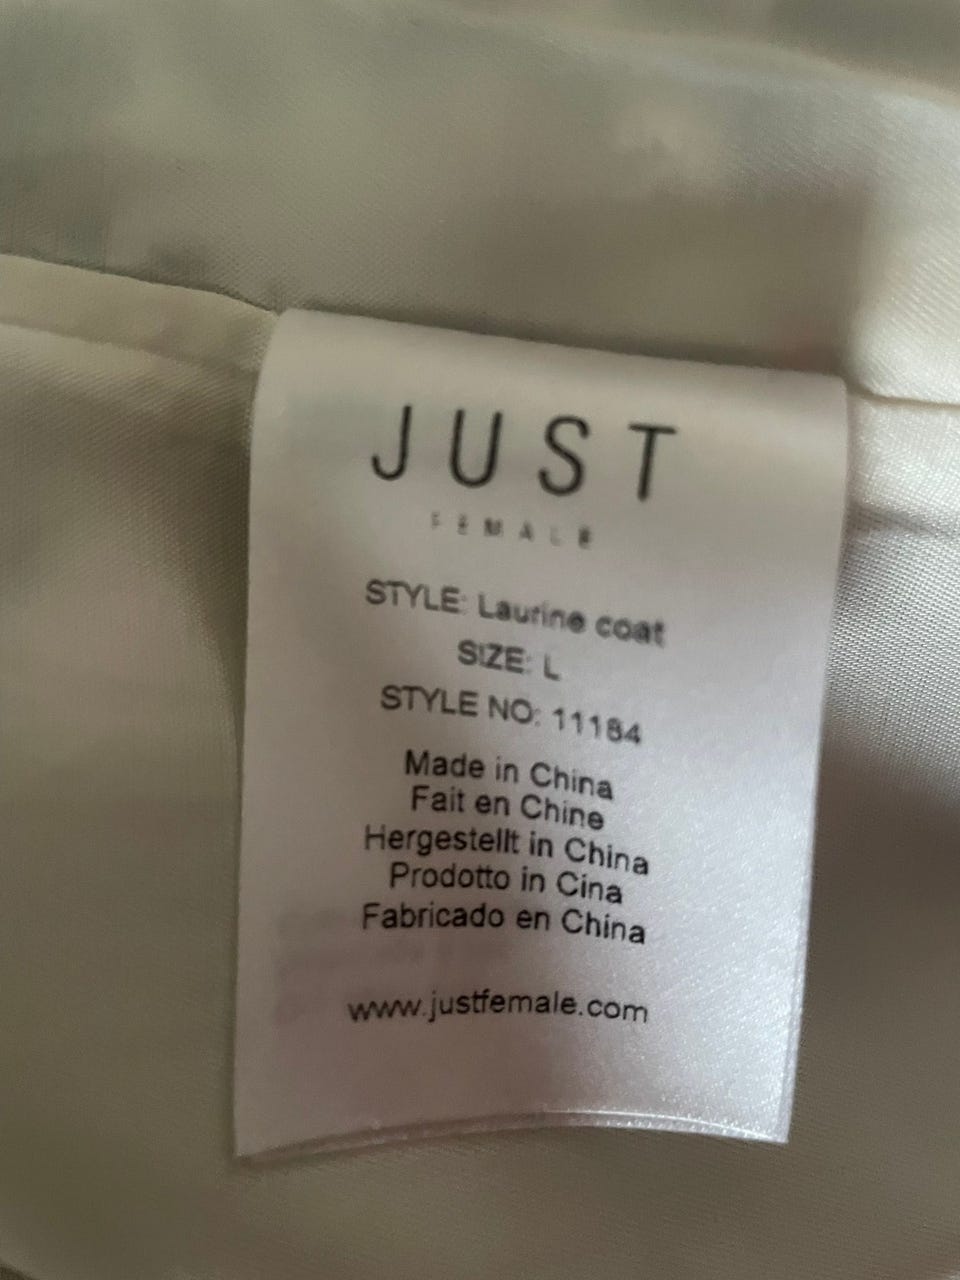 JUST
FEMALE
STYLE: Laurine coat
SIZE: L
STYLE NO: 11184
Made in China
Fait en Chine
Hergestellt in China
Prodotto in Cina
Fabricado en China
www.justfemale.com